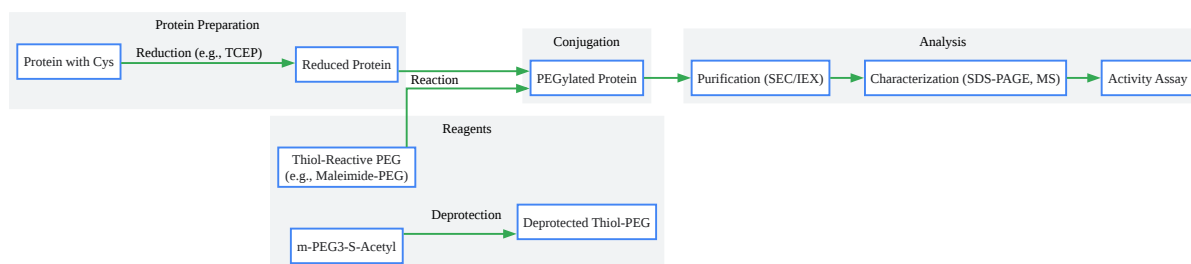 Protein Preparation
Protein with Cys
Reduction (e.g., TCEP)
Reduced Protein
Reaction
Conjugation
PEGylated Protein
Analysis
Purification (SEC/IEX)
Characterization (SDS-PAGE, MS)
Activity Assay
Reagents
Thiol-Reactive PEG
(e.g., Maleimide-PEG)
m-PEG3-S-Acetyl
Deprotection
Deprotected Thiol-PEG